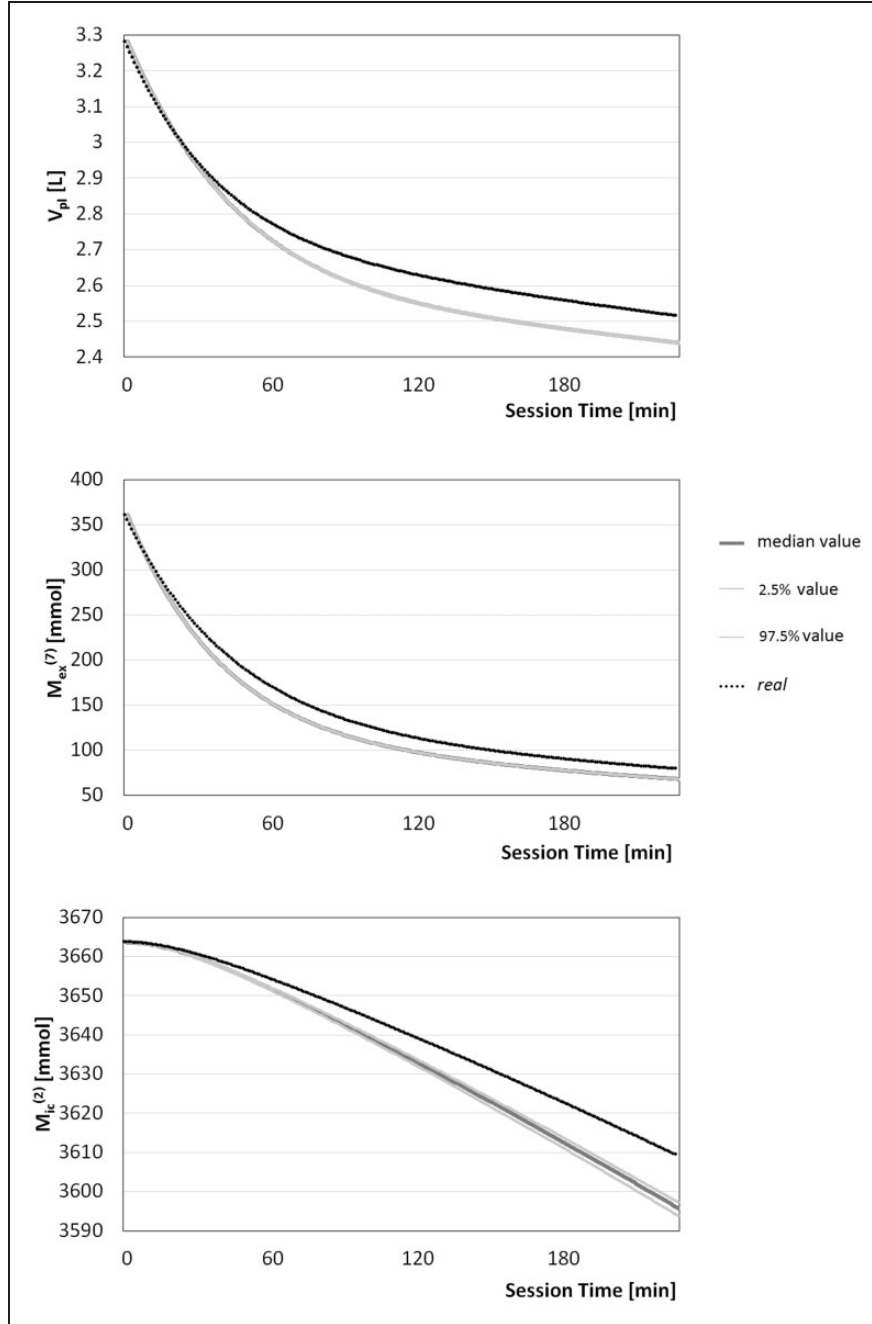 3.3
3.2
3.1
3
2.9
2.8
2.7
2.6
2.5
2.4
V_pl [L]
0 60 120 180
Session Time [min]
400
350
300
250
200
150
100
50
M_ex^(7) [mmol]
0 60 120 180
Session Time [min]
median value
2.5% value
97.5% value
real
3670
3660
3650
3640
3630
3620
3610
3600
3590
M_ic^(2) [mmol]
0 60 120 180
Session Time [min]